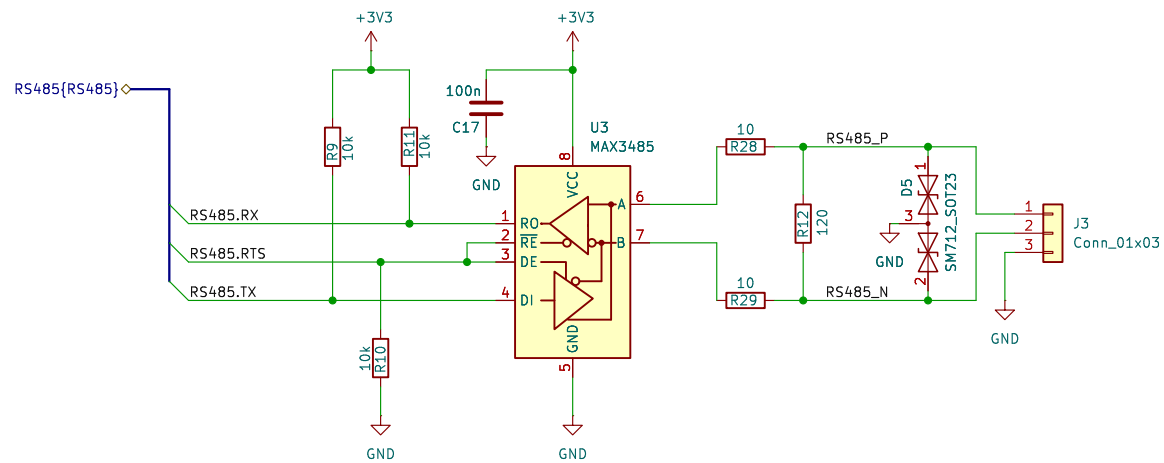 +3V3
+3V3
RS485{RS485}
100n
C17
GND
R9
10k
R11
10k
U3
MAX3485
8
VCC
10
R28
RS485_P
1
D5
SM712_SOT23
3
GND
2
R12
120
J3
Conn_01x03
1
2
3
GND
RS485.RX
1
RO
6
A
RS485.RTS
2
RE
3
DE
7
B
RS485.TX
4
DI
10
R29
RS485_N
GND
5
10k
R10
GND
GND